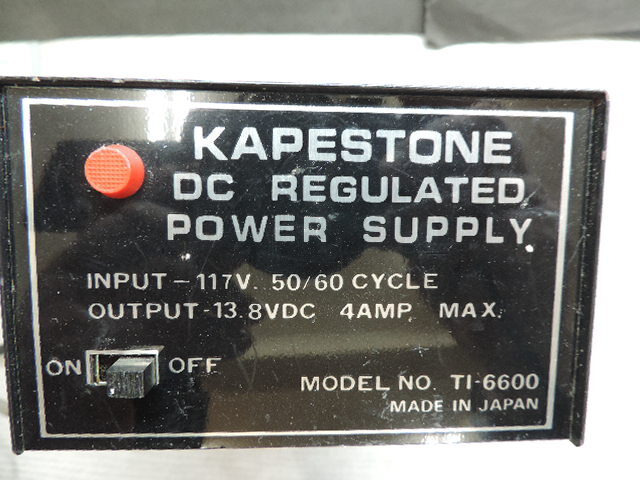 KAPESTONE
DC REGULATED
POWER SUPPLY
INPUT-117V. 50/60 CYCLE
OUTPUT-13.8VDC 4AMP. MAX.
ON OFF
MODEL NO. TI-6600
MADE IN JAPAN